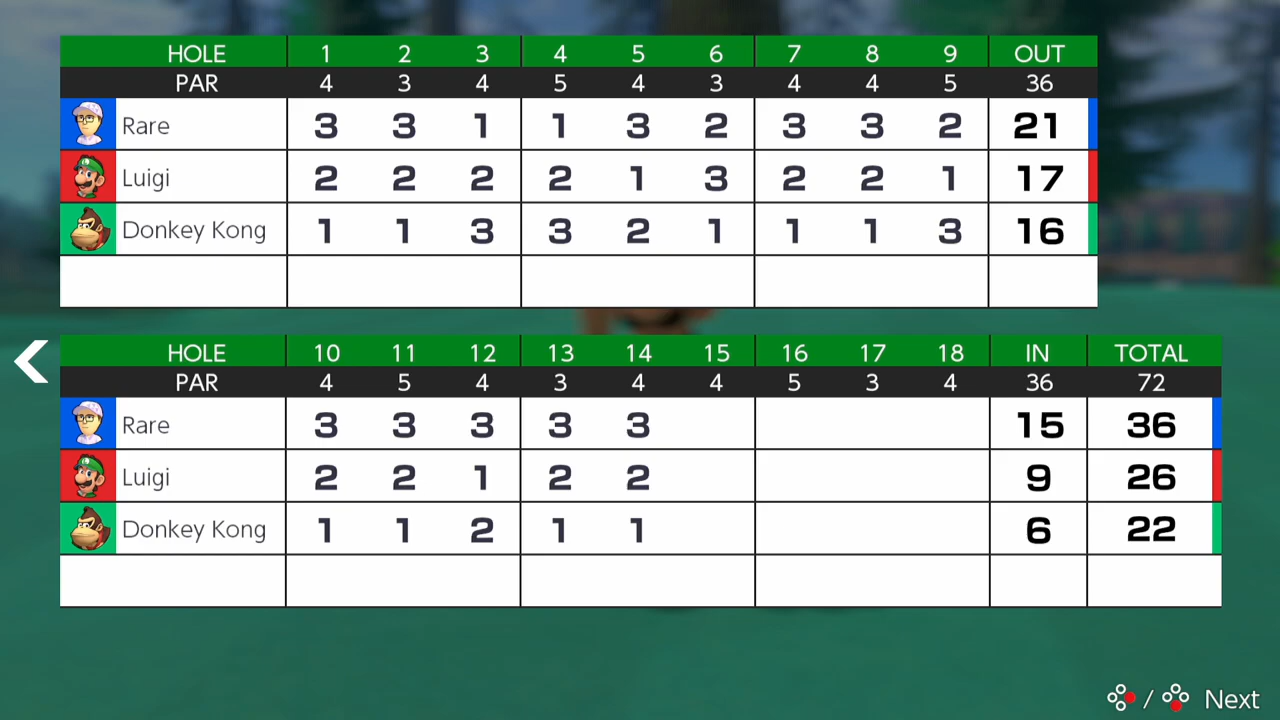 HOLE 1 2 3 4 5 6 7 8 9 OUT
PAR 4 3 4 5 4 3 4 4 5 36
Rare 3 3 1 1 3 2 3 3 2 21
Luigi 2 2 2 2 1 3 2 2 1 17
Donkey Kong 1 1 3 3 2 1 1 1 3 16
HOLE 10 11 12 13 14 15 16 17 18 IN TOTAL
PAR 4 5 4 3 4 4 5 3 4 36 72
Rare 3 3 3 3 3 15 36
Luigi 2 2 1 2 2 9 26
Donkey Kong 1 1 2 1 1 6 22
/ Next